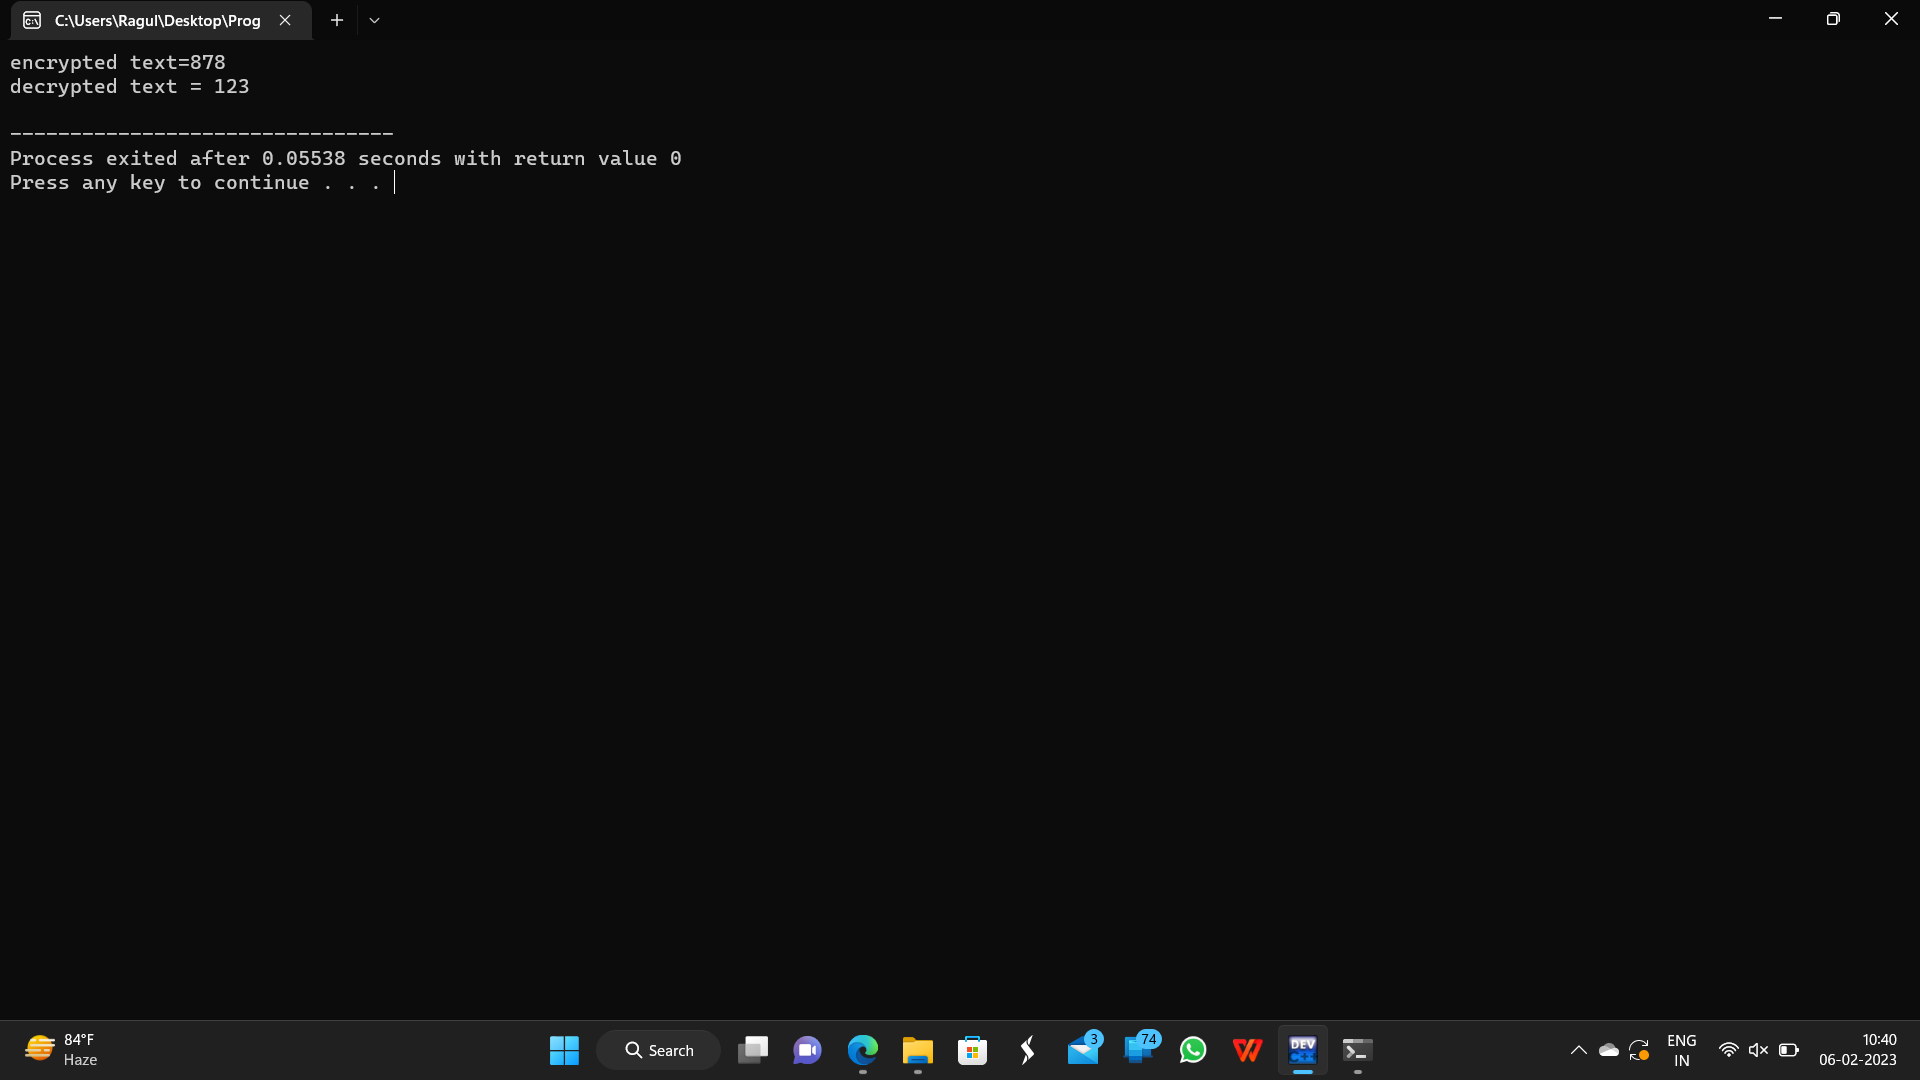 C:\Users\Ragul\Desktop\Prog
encrypted text=878
decrypted text = 123
--------------------------------
Process exited after 0.05538 seconds with return value 0
Press any key to continue . . .
84°F
Haze
Search
3
74
DEV
ENG
IN
10:40
06-02-2023